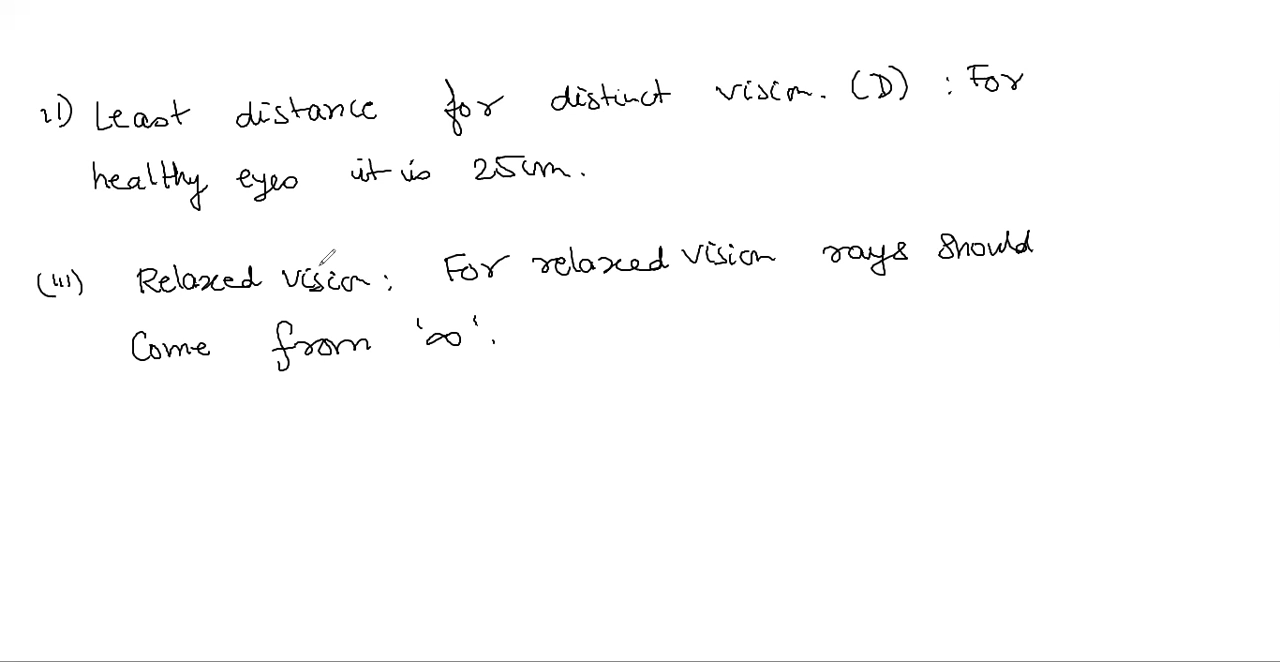 ii) Least distance for distinct vision. (D) : For
healthy eyes it is 25cm.
(iii) Relaxed vision: For relaxed vision rays should
Come from '∞'.